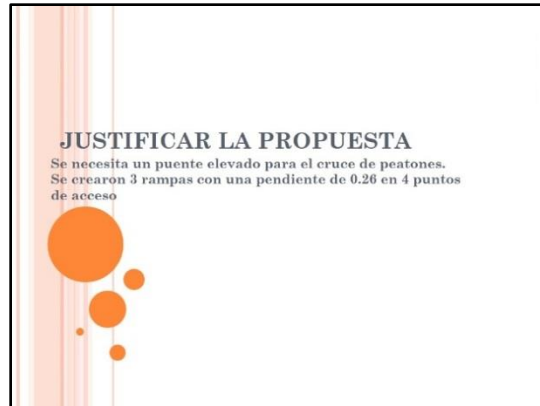 JUSTIFICAR LA PROPUESTA
Se necesita un puente elevado para el cruce de peatones.
Se crearon 3 rampas con una pendiente de 0.26 en 4 puntos
de acceso